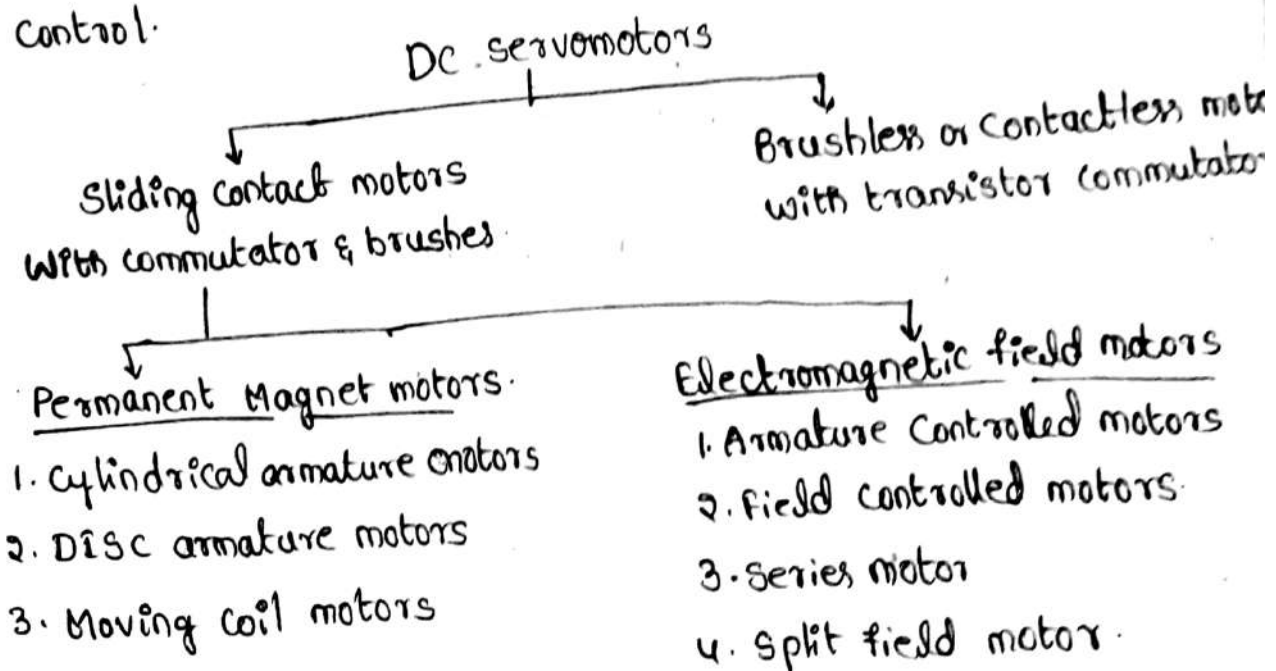 Control.
DC. servomotors
Sliding contact motors
With commutator & brushes.
Brushless or contactless
with transistor
Permanent Magnet motors.
1. Cylindrical armature motors
2. DISC armature motors
3. Moving coil motors
Electromagnetic field motors
1. Armature Controlled motors
2. Field controlled motors.
3. Series motor
4. Split field motor.